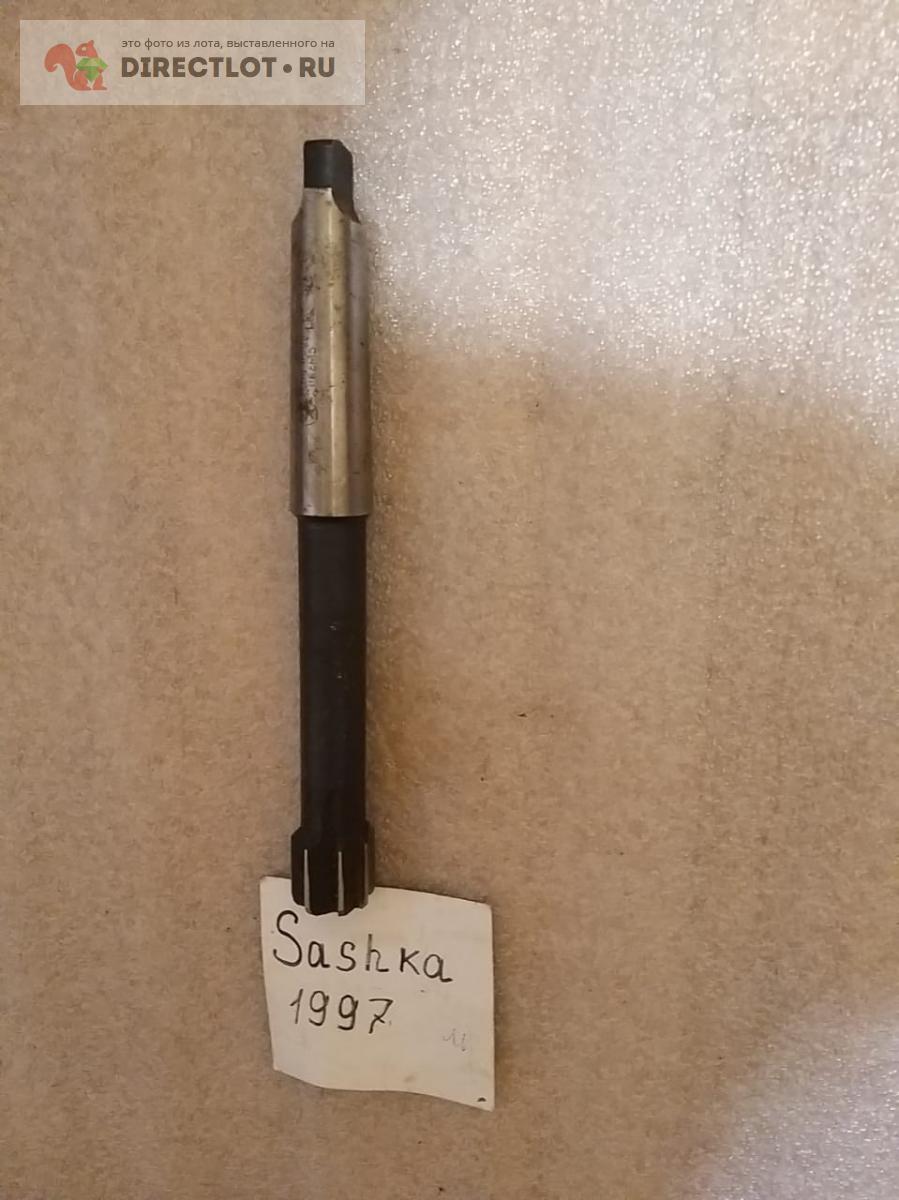 это фото из лота, выставленного на
DIRECTLOT.RU
Sashka
1997